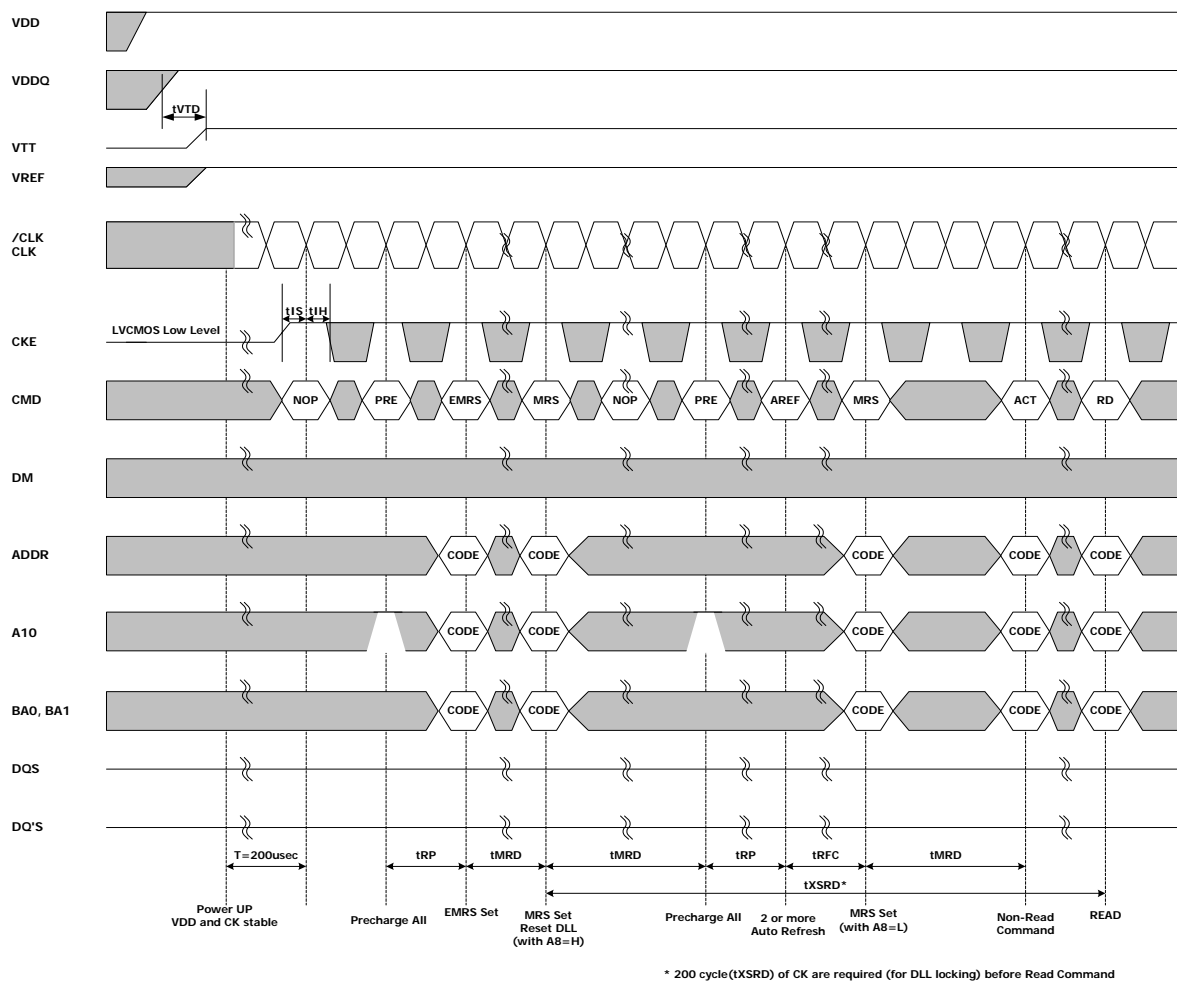 VDD
VDDQ
tVTD
VTT
VREF
/CLK
CLK
tIS tIH
LVCMOS Low Level
CKE
CMD NOP PRE EMRS MRS NOP PRE AREF MRS ACT RD
DM
ADDR CODE CODE CODE CODE CODE
A10 CODE CODE CODE CODE CODE
BA0, BA1 CODE CODE CODE CODE CODE
DQS
DQ'S
T=200usec tRP tMRD tMRD tRP tRFC tMRD
tXSRD*
Power UP
VDD and CK stable
Precharge All
EMRS Set
MRS Set
Reset DLL
(with A8=H)
Precharge All
2 or more
Auto Refresh
MRS Set
(with A8=L)
Non-Read
Command
READ
* 200 cycle(tXSRD) of CK are required (for DLL locking) before Read Command